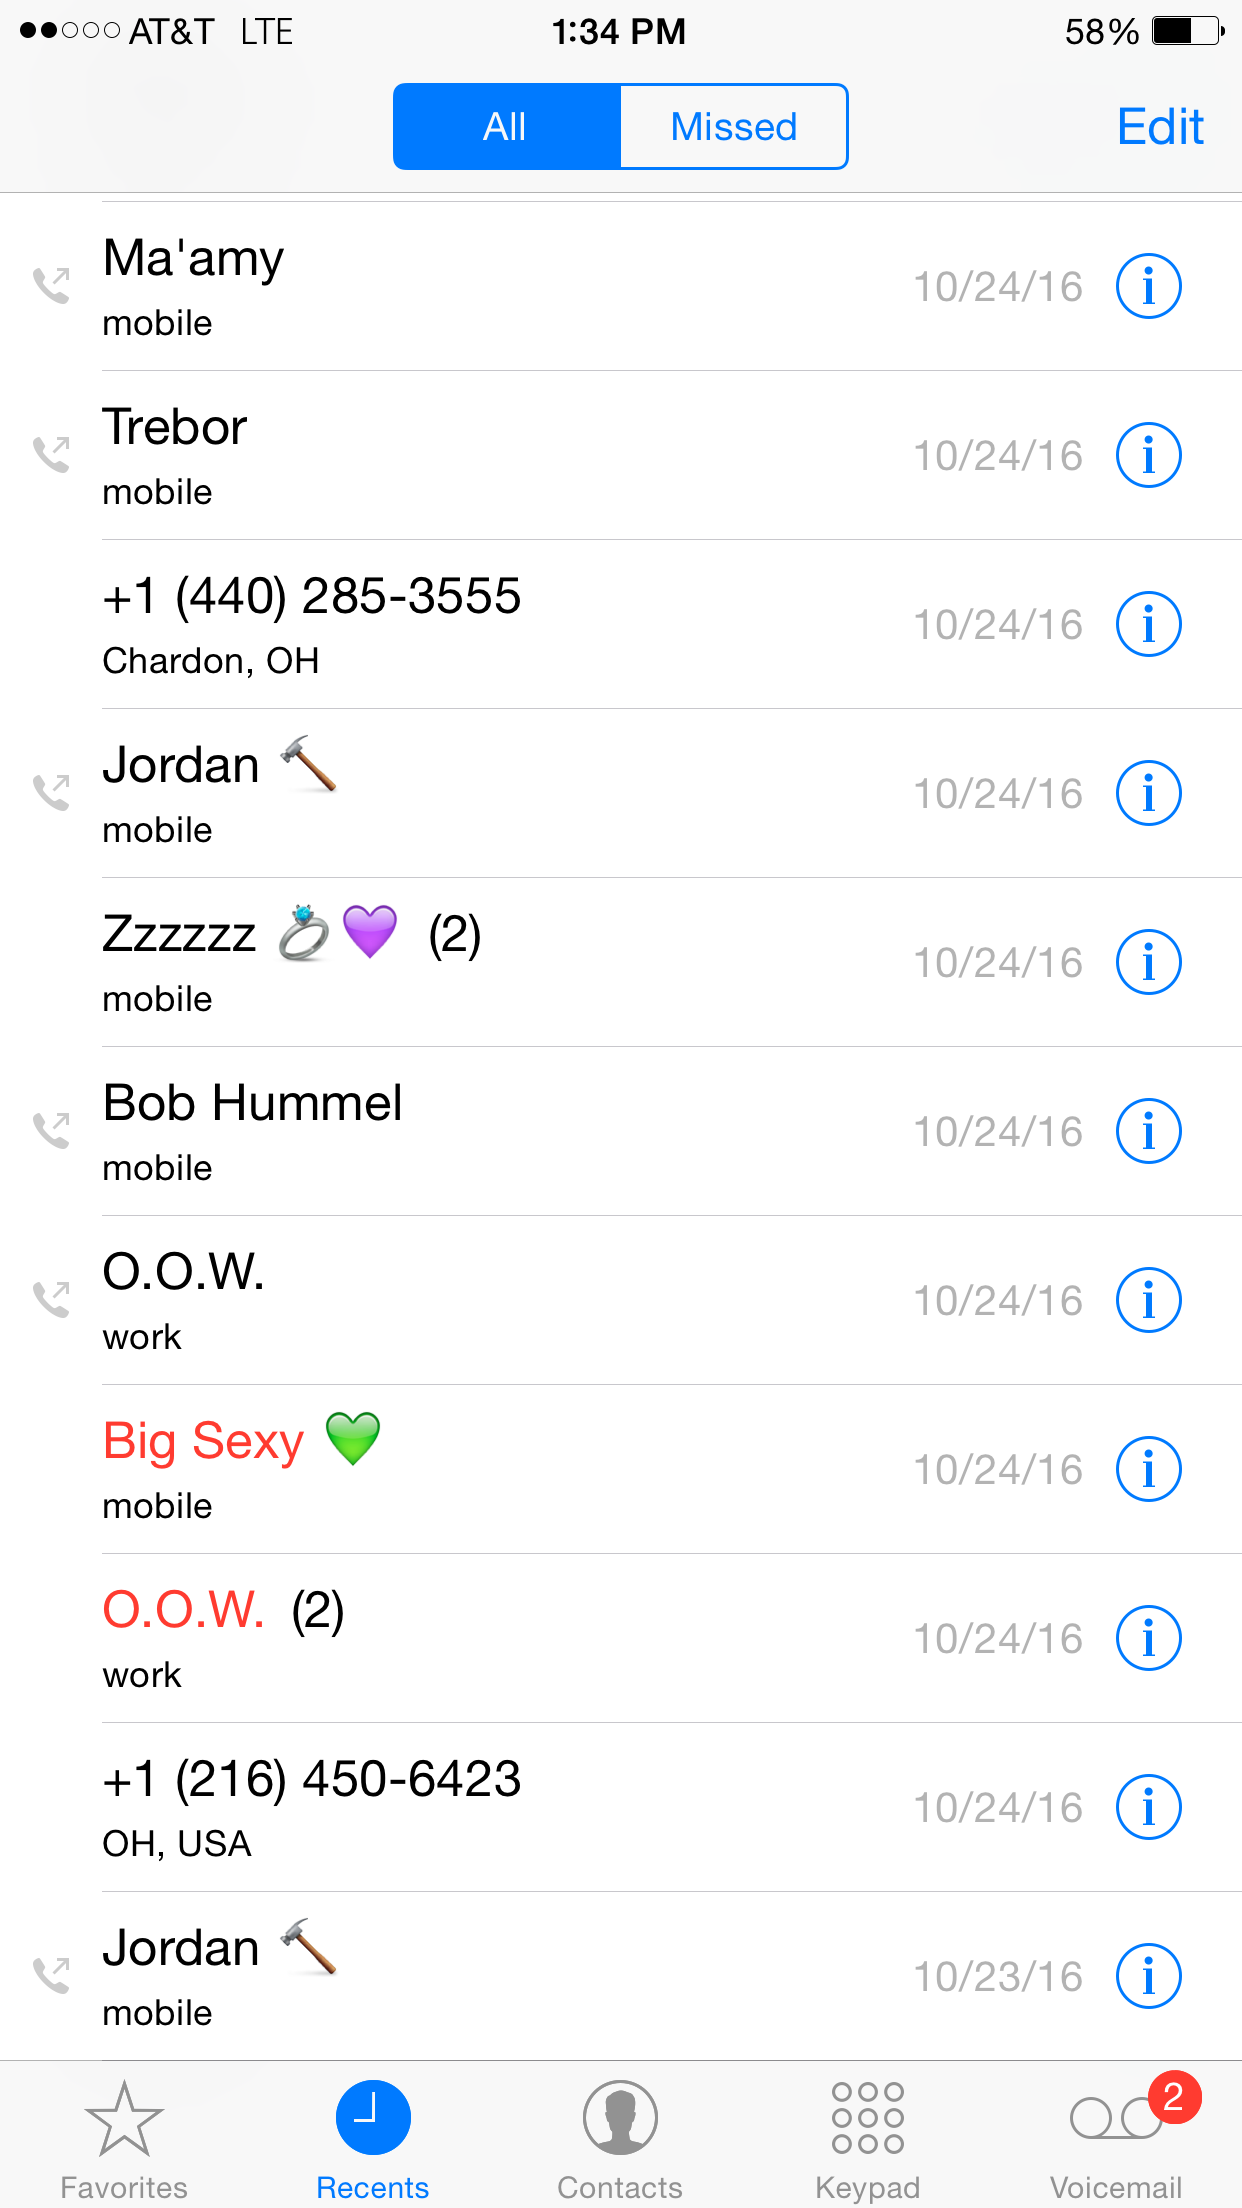 AT&T LTE 1:34 PM 58%
All Missed Edit
Ma'amy
mobile
10/24/16
Trebor
mobile
10/24/16
+1 (440) 285-3555
Chardon, OH
10/24/16
Jordan 🔨
mobile
10/24/16
Zzzzzz 💍💜 (2)
mobile
10/24/16
Bob Hummel
mobile
10/24/16
O.O.W.
work
10/24/16
Big Sexy 💚
mobile
10/24/16
O.O.W. (2)
work
10/24/16
+1 (216) 450-6423
OH, USA
10/24/16
Jordan 🔨
mobile
10/23/16
2
Favorites Recents Contacts Keypad Voicemail